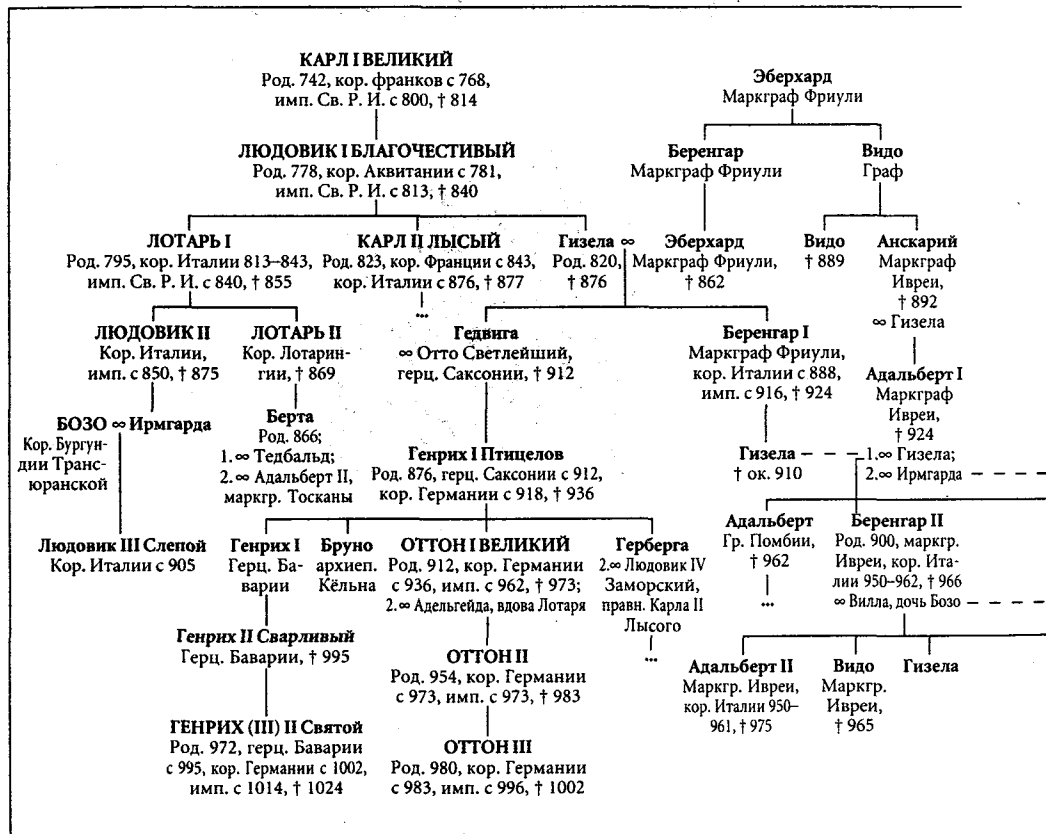 КАРЛ I ВЕЛИКИЙ
Род. 742, кор. франков с 768,
имп. Св. Р. И. с 800, † 814
Эберхард
Маркграф Фриули
ЛЮДОВИК I БЛАГОЧЕСТИВЫЙ
Род. 778, кор. Аквитании с 781,
имп. Св. Р. И. с 813, † 840
Беренгар
Маркграф Фриули
Видо
Граф
ЛОТАРЬ I
Род. 795, кор. Италии 813–843,
имп. Св. Р. И. с 840, † 855
КАРЛ II ЛЫСЫЙ
Род. 823, кор. Франции с 843,
кор. Италии с 876, † 877
...
Гизела ∞
Род. 820,
† 876
Эберхард
Маркграф Фриули,
† 862
Видо
† 889
Анскарий
Маркграф
Ивреи,
† 892
∞ Гизела
ЛЮДОВИК II
Кор. Италии,
имп. с 850, † 875
ЛОТАРЬ II
Кор. Лотарин-
гии, † 869
Гедвига
∞ Отто Светлейший,
герц. Саксонии, † 912
Беренгар I
Маркграф Фриули,
кор. Италии с 888,
имп. с 916, † 924
Адальберт I
Маркграф
Ивреи,
† 924
1.∞ Гизела;
2.∞ Ирмгарда
БОЗО ∞ Ирмгарда
Кор. Бургун-
дии Транс-
юранской
Берта
Род. 866;
1.∞ Тедбальд;
2.∞ Адальберт II,
маркгр. Тосканы
Генрих I Птицелов
Род. 876, герц. Саксонии с 912,
кор. Германии с 918, † 936
Гизела
† ок. 910
Людовик III Слепой
Кор. Италии с 905
Генрих I
Герц. Ба-
варии
Бруно
архиеп.
Кёльна
ОТТОН I ВЕЛИКИЙ
Род. 912, кор. Германии
с 936, имп. с 962, † 973;
2.∞ Адельгейда, вдова Лотаря
Герберга
2.∞ Людовик IV
Заморский,
правн. Карла II
Лысого
...
Адальберт
Гр. Помбии,
† 962
...
Беренгар II
Род. 900, маркгр.
Ивреи, кор. Ита-
лии 950–962, † 966
∞ Вилла, дочь Бозо
Генрих II Сварливый
Герц. Баварии, † 995
ОТТОН II
Род. 954, кор. Германии
с 973, имп. с 973, † 983
Адальберт II
Маркгр. Ивреи,
кор. Италии 950–
961, † 975
Видо
Маркгр.
Ивреи,
† 965
Гизела
ГЕНРИХ (III) II Святой
Род. 972, герц. Баварии
с 995, кор. Германии с 1002,
имп. с 1014, † 1024
ОТТОН III
Род. 980, кор. Германии
с 983, имп. с 996, † 1002